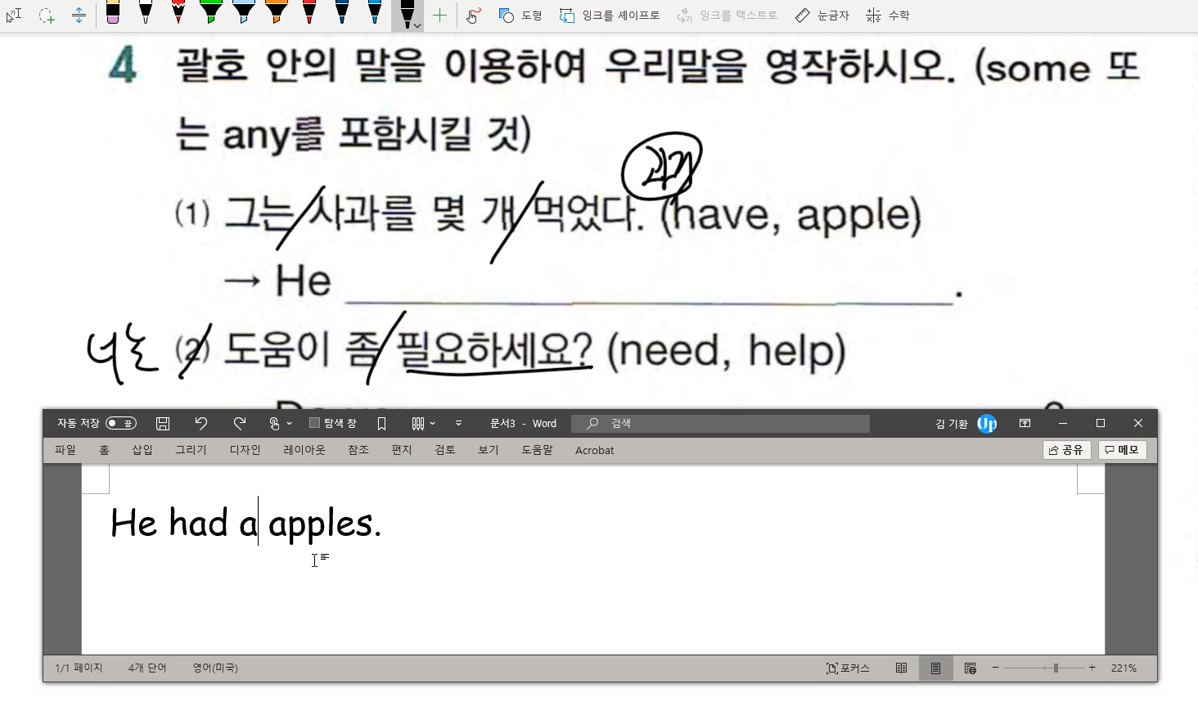 도형 잉크를 셰이프로 잉크를 텍스트로 눈금자 수학
4 괄호 안의 말을 이용하여 우리말을 영작하시오. (some 또
는 any를 포함시킬 것)
과거
(1) 그는 사과를 몇 개 먹었다. (have, apple)
→ He .
너는 (2) 도움이 좀 필요하세요? (need, help)
자동 저장 끔 탐색 창 문서3 - Word 검색 김 기환 Up
파일 홈 삽입 그리기 디자인 레이아웃 참조 편지 검토 보기 도움말 Acrobat 공유 메모
He had a apples.
1/1 페이지 4개 단어 영어(미국) 포커스 221%